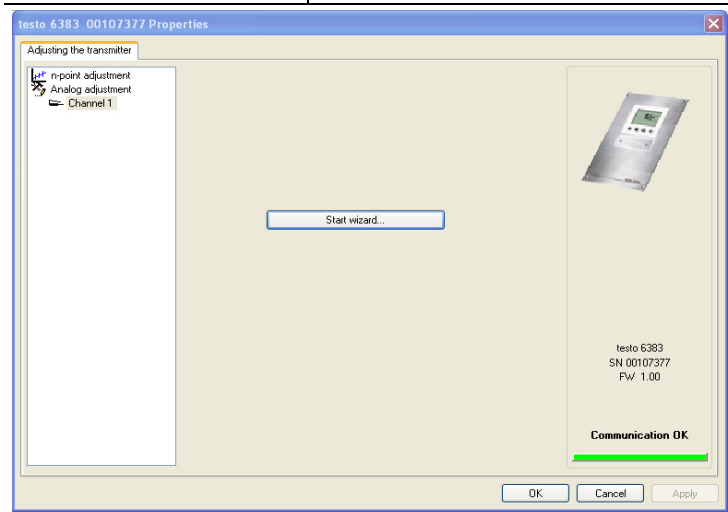 testo 6383 00107377 Properties
Adjusting the transmitter
n-point adjustment
Analog adjustment
Channel 1
Start wizard...
testo 6383
SN 00107377
FW 1.00
Communication OK
OK
Cancel
Apply